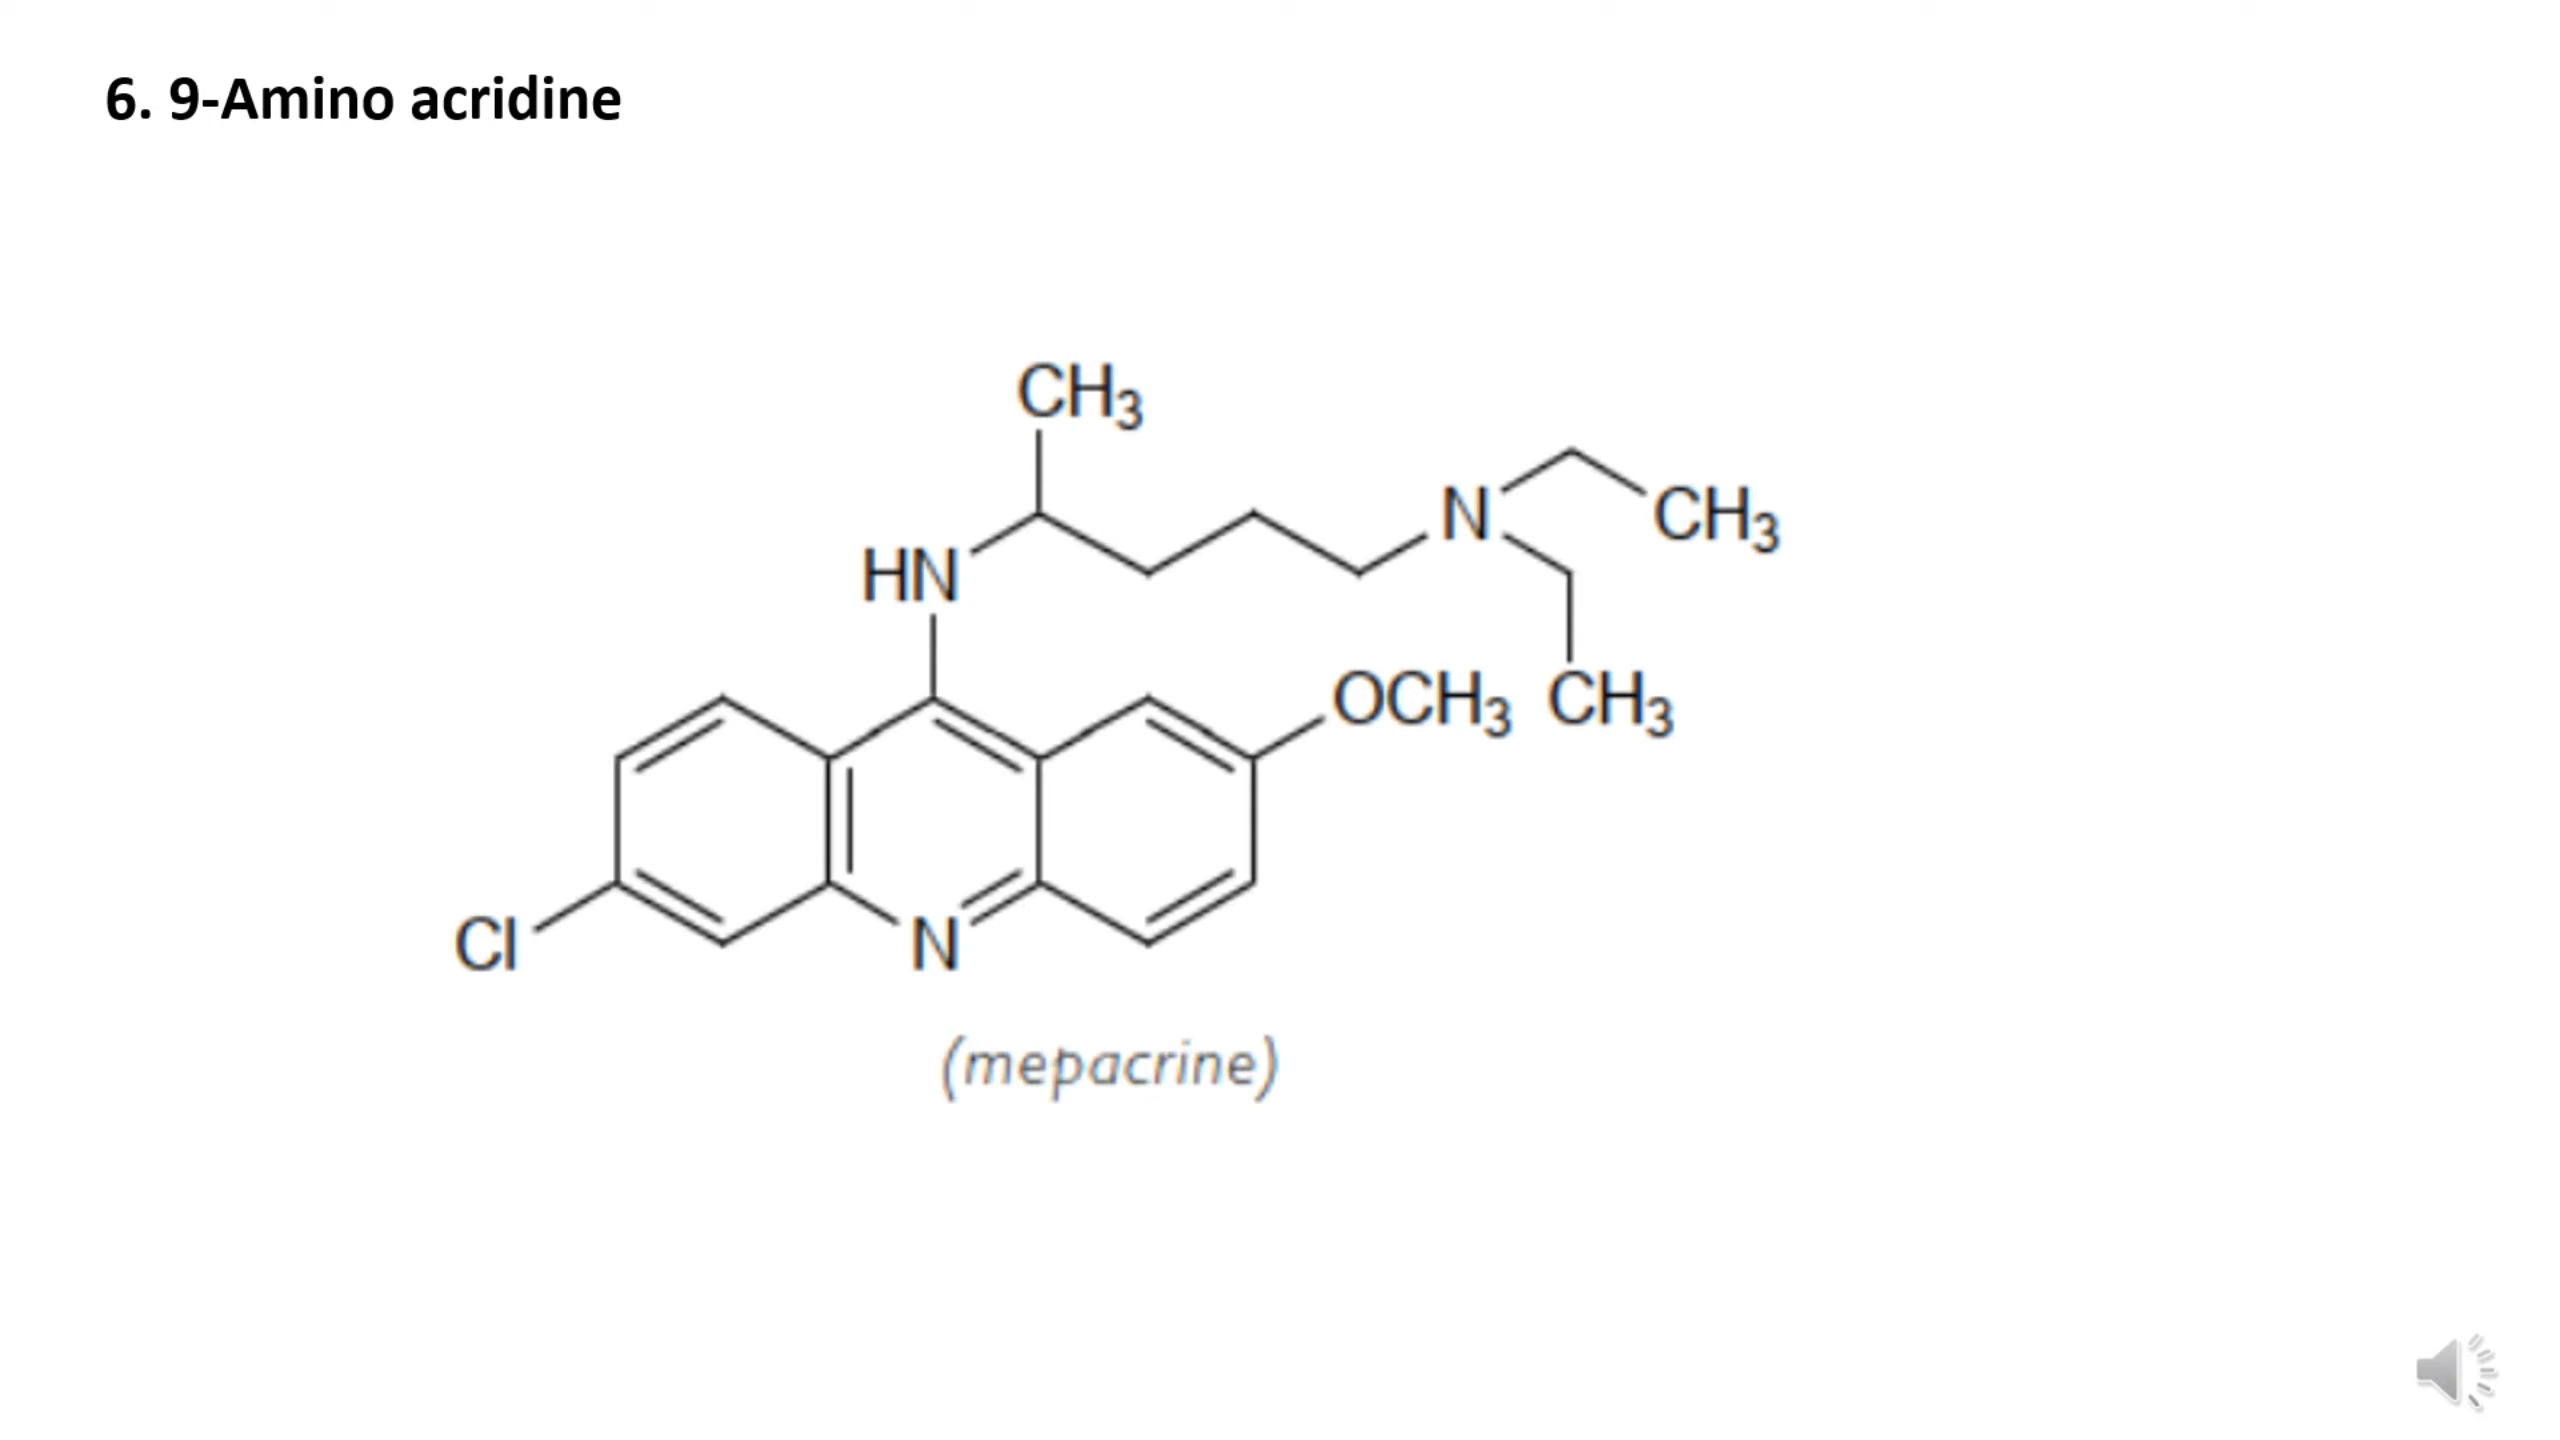 6. 9-Amino acridine
CH3
N
CH3
HN
OCH3 CH3
Cl
N
(mepacrine)